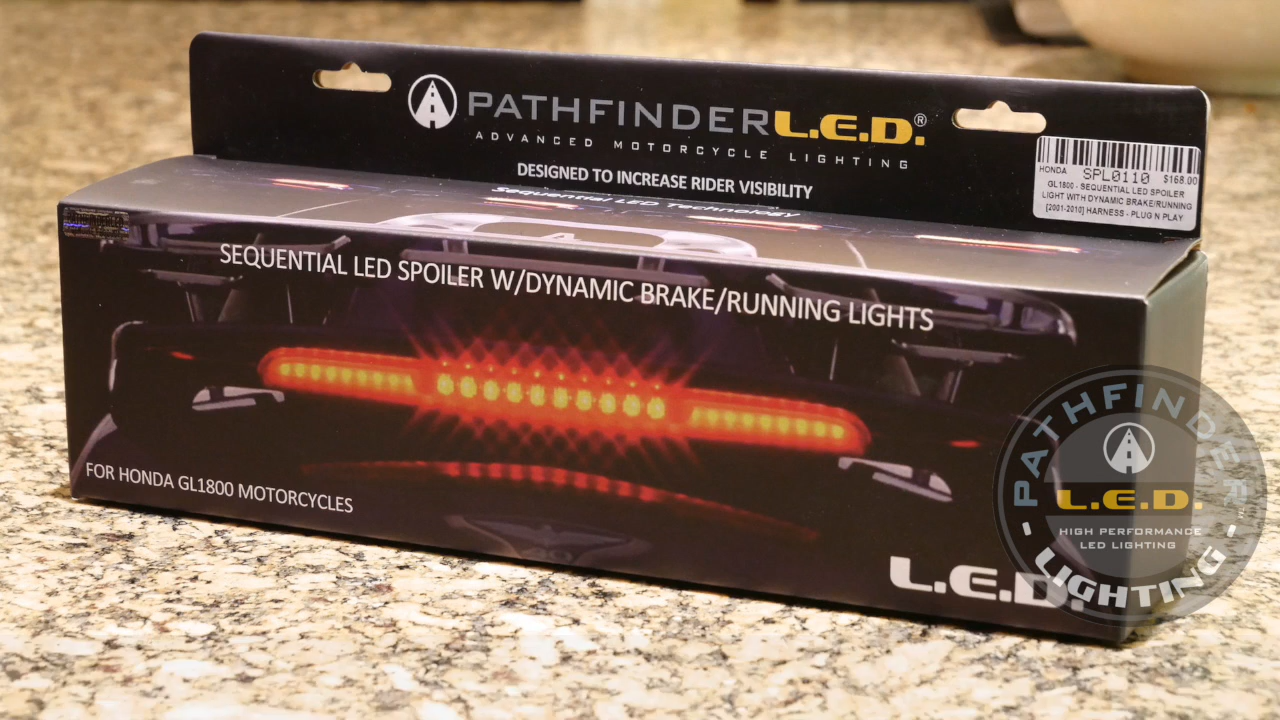 PATHFINDERL.E.D.®
ADVANCED MOTORCYCLE LIGHTING
DESIGNED TO INCREASE RIDER VISIBILITY
HONDA SPL0110 $168.00
GL1800 - SEQUENTIAL LED SPOILER
LIGHT WITH DYNAMIC BRAKE/RUNNING
[2001-2010] HARNESS - PLUG N PLAY
Sequential LED Technology
SEQUENTIAL LED SPOILER W/DYNAMIC BRAKE/RUNNING LIGHTS
FOR HONDA GL1800 MOTORCYCLES
L.E.D.
PATHFINDER™
L.E.D.
HIGH PERFORMANCE
LED LIGHTING
- LIGHTING -